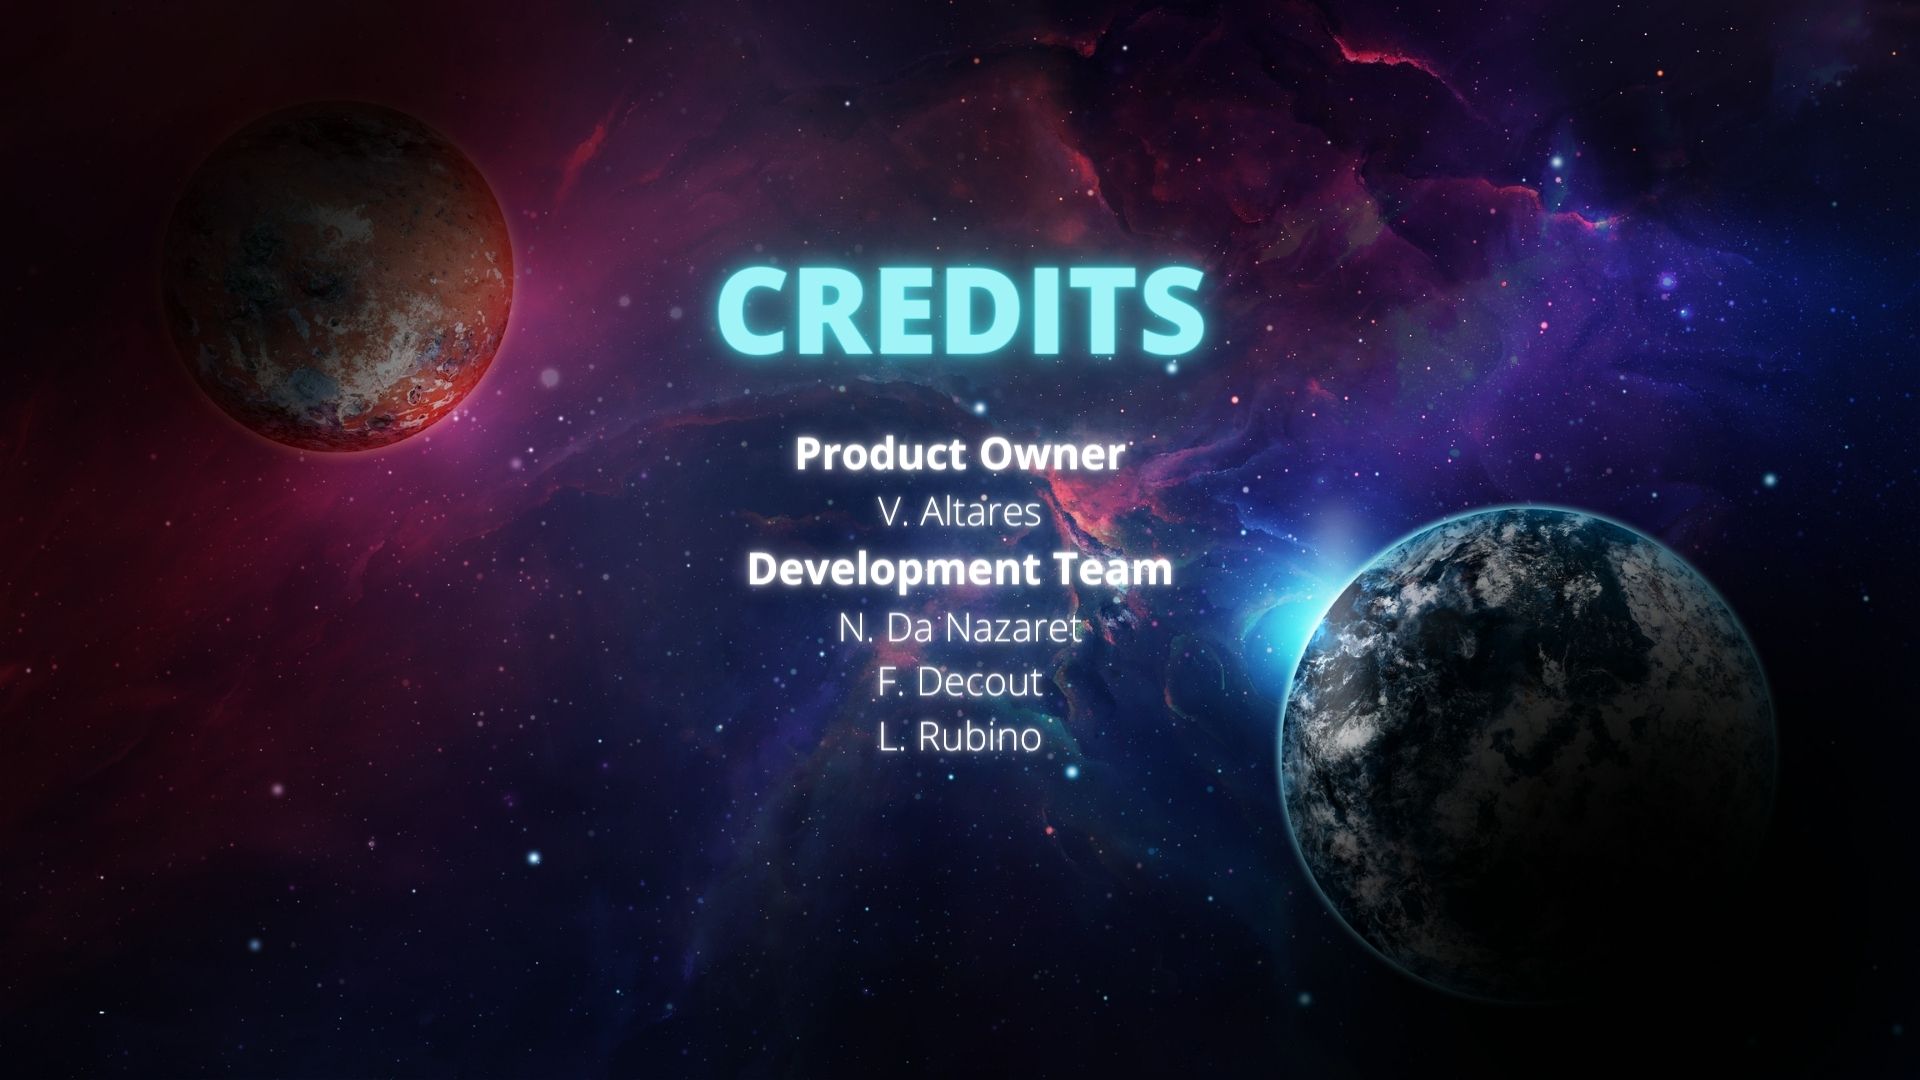 CREDITS
Product Owner
V. Altares
Development Team
N. Da Nazaret
F. Decout
L. Rubino